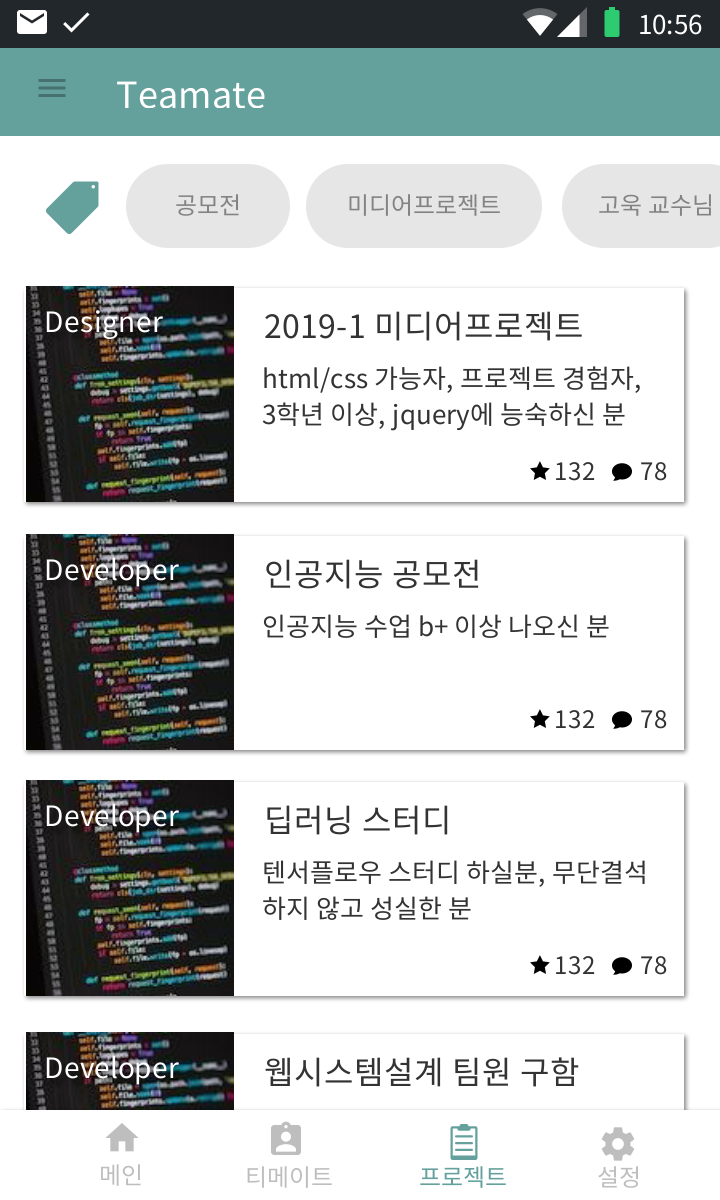 10:56
Teamate
공모전
미디어프로젝트
고욱 교수님
Designer
2019-1 미디어프로젝트
html/css 가능자, 프로젝트 경험자,
3학년 이상, jquery에 능숙하신 분
132 78
Developer
인공지능 공모전
인공지능 수업 b+ 이상 나오신 분
132 78
Developer
딥러닝 스터디
텐서플로우 스터디 하실분, 무단결석
하지 않고 성실한 분
132 78
Developer
웹시스템설계 팀원 구함
메인 티메이트 프로젝트 설정